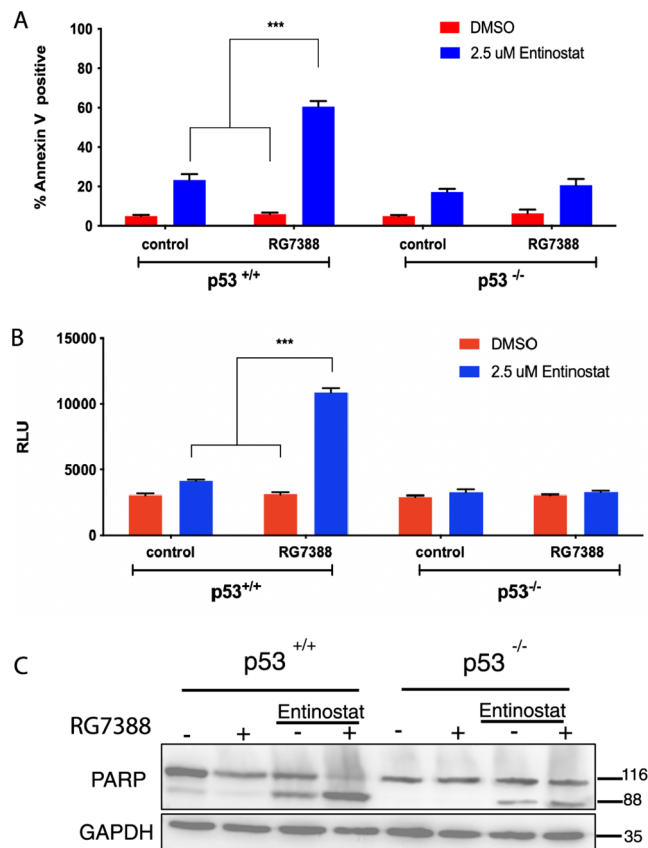 A
% Annexin V positive
100
80
60
40
20
0
***
DMSO
2.5 uM Entinostat
control RG7388 control RG7388
p53 +/+ p53 -/-
B
RLU
15000
10000
5000
0
***
DMSO
2.5 uM Entinostat
control RG7388 control RG7388
p53+/+ p53-/-
C
p53 +/+ p53 -/-
Entinostat Entinostat
RG7388 - + - + - + - +
PARP 116
88
GAPDH 35